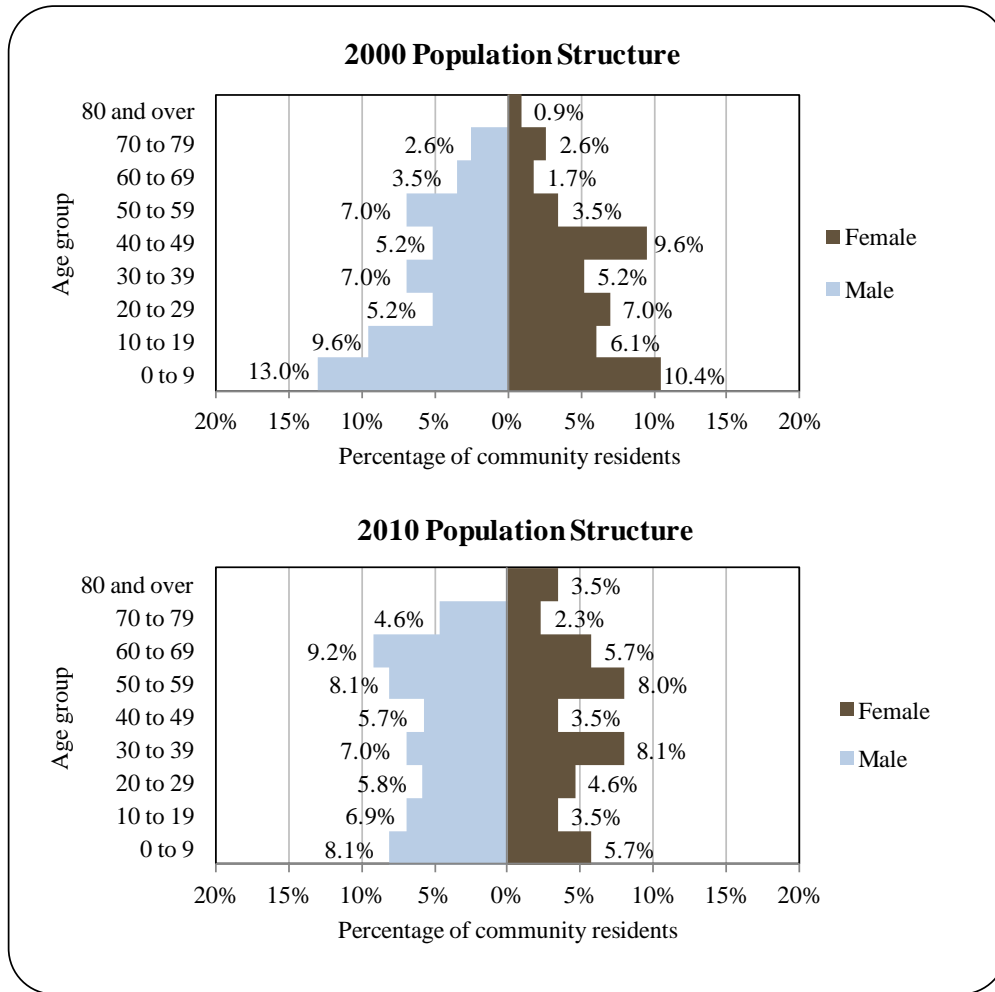 2000 Population Structure
80 and over 0.9%
70 to 79 2.6% 2.6%
60 to 69 3.5% 1.7%
50 to 59 7.0% 3.5%
40 to 49 5.2% 9.6%
30 to 39 7.0% 5.2%
20 to 29 5.2% 7.0%
10 to 19 9.6% 6.1%
0 to 9 13.0% 10.4%
Age group
Female
Male
20% 15% 10% 5% 0% 5% 10% 15% 20%
Percentage of community residents
2010 Population Structure
80 and over 3.5%
70 to 79 4.6% 2.3%
60 to 69 9.2% 5.7%
50 to 59 8.1% 8.0%
40 to 49 5.7% 3.5%
30 to 39 7.0% 8.1%
20 to 29 5.8% 4.6%
10 to 19 6.9% 3.5%
0 to 9 8.1% 5.7%
Age group
Female
Male
20% 15% 10% 5% 0% 5% 10% 15% 20%
Percentage of community residents